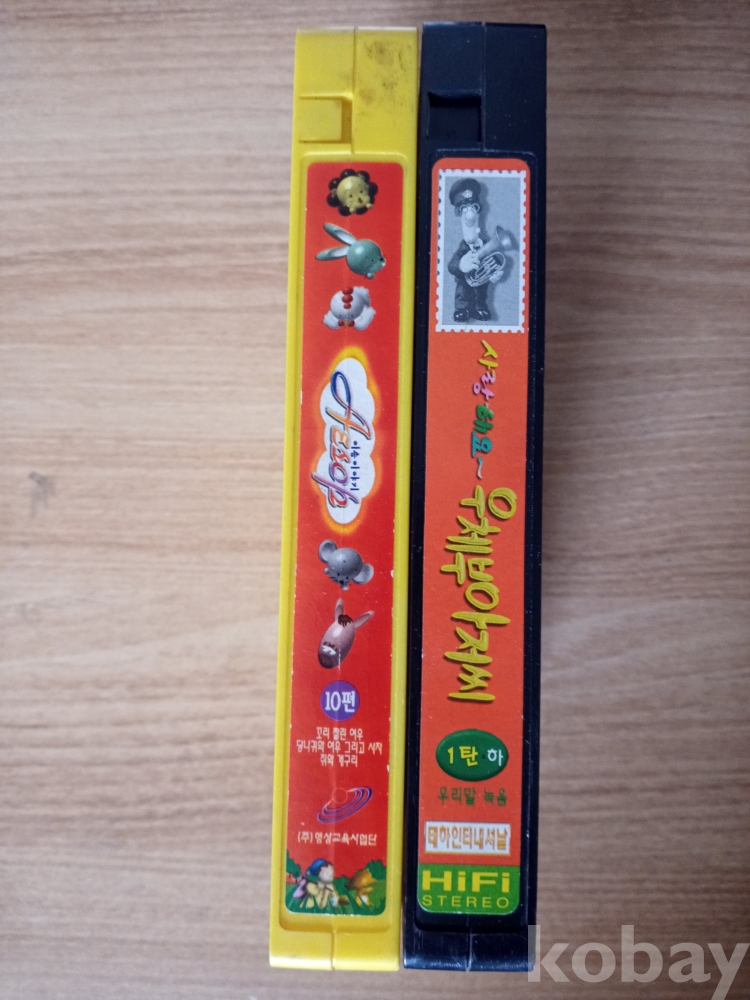 AESOP
이솝이야기
10편
꼬리 짤린 여우
당나귀와 여우 그리고 사자
쥐와 개구리
(주)영상교육사업단
사랑해요~
우체부아저씨
1탄·하
우리말 녹음
태하인터내셔날
HiFi
STEREO
kobay